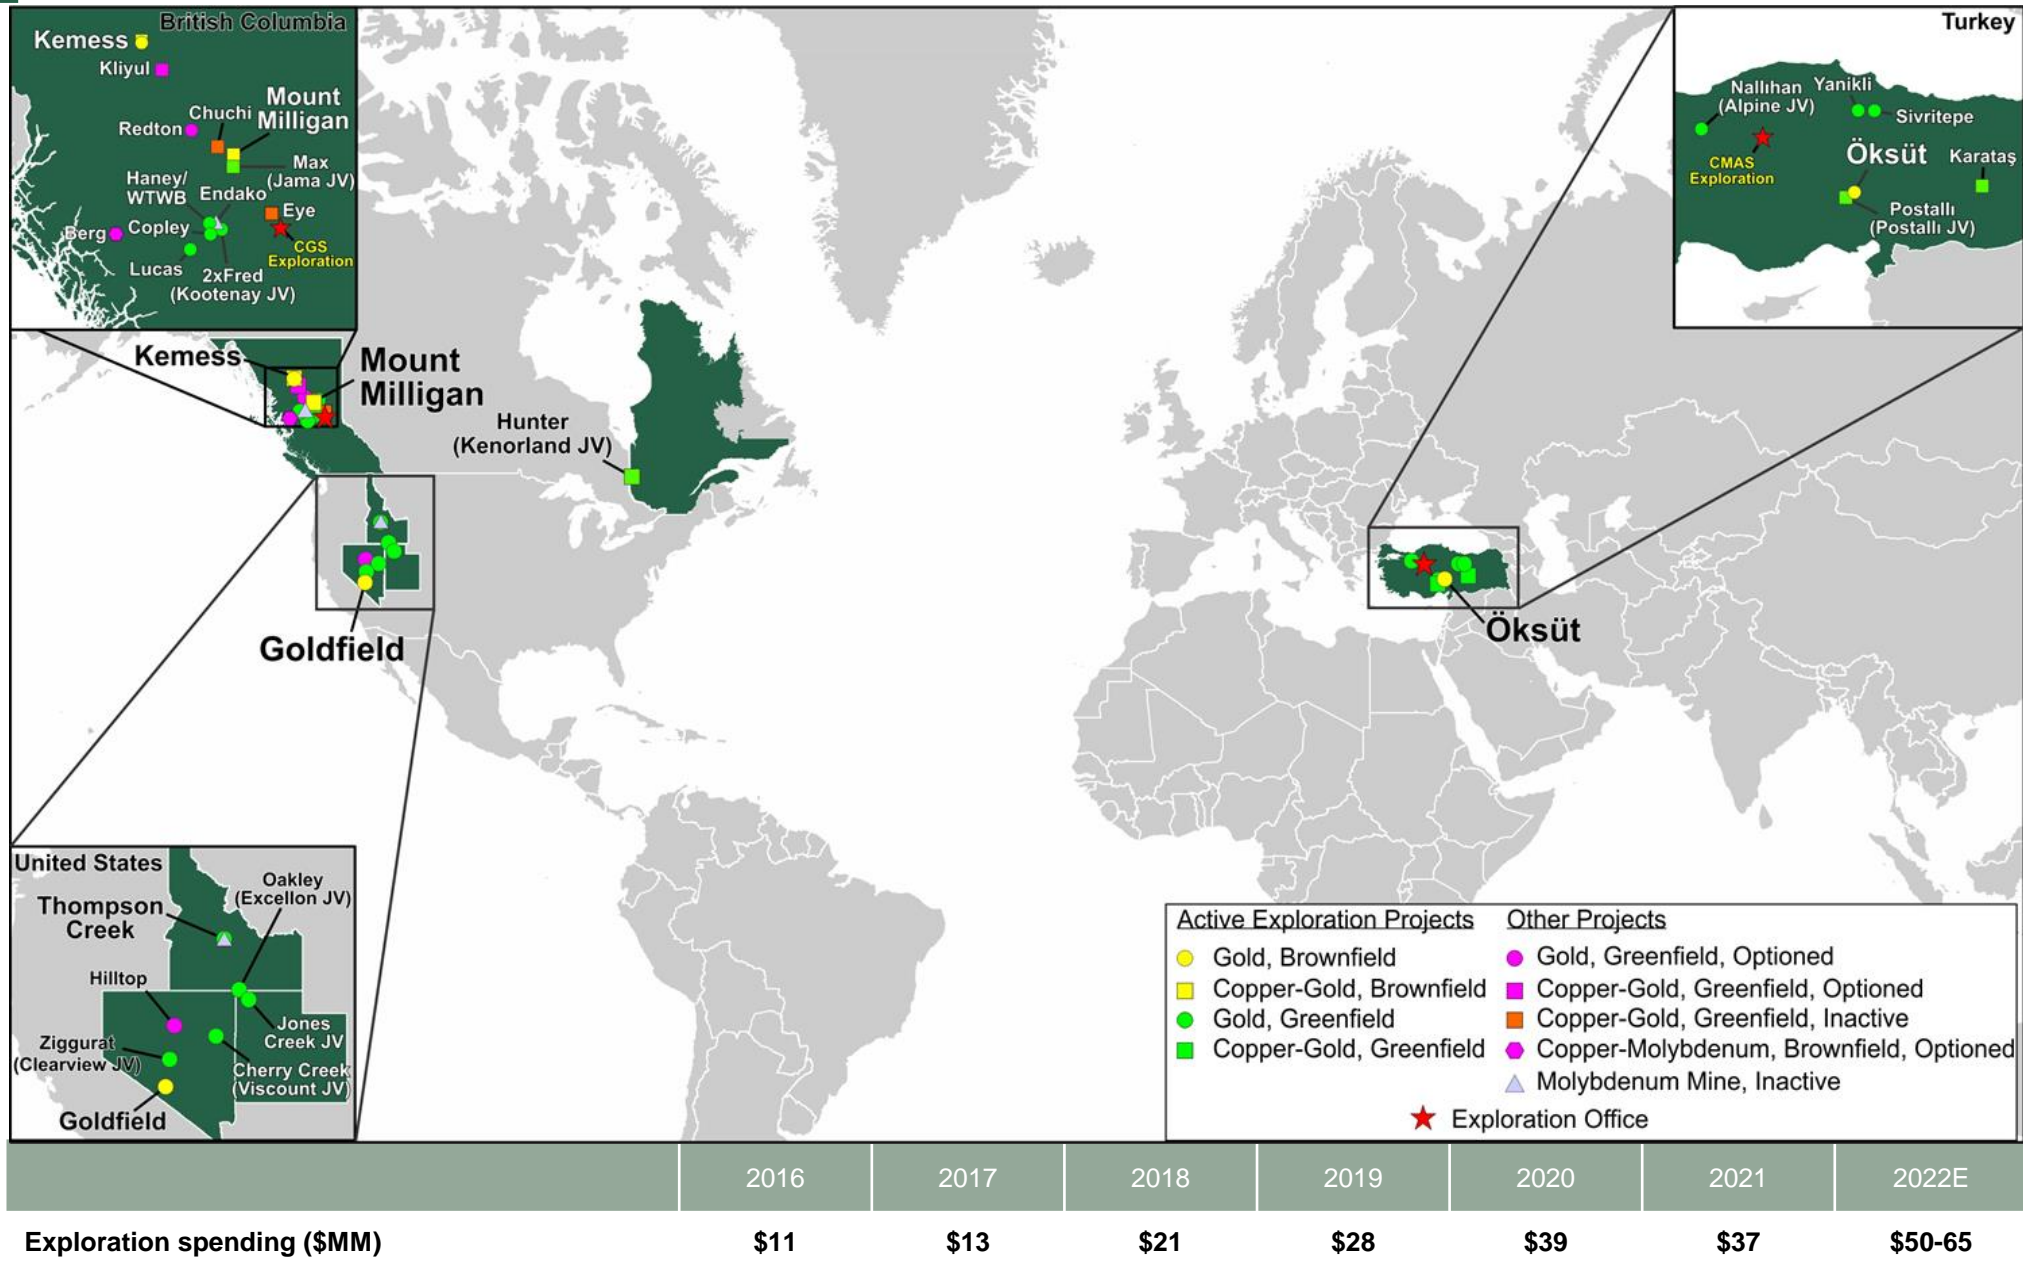 British Columbia
Kemess
Kliyul
Mount
Milligan
Chuchi
Redton
Max
(Jama JV)
Haney/
WTWB
Endako
Eye
Berg
Copley
CGS
Exploration
Lucas
2xFred
(Kootenay JV)
Turkey
Nallıhan
(Alpine JV)
Yanikli
Sivritepe
CMAS
Exploration
Öksüt
Karataş
Postallı
(Postallı JV)
Kemess
Mount
Milligan
Hunter
(Kenorland JV)
Goldfield
Öksüt
United States
Oakley
(Excellon JV)
Thompson
Creek
Hilltop
Jones
Creek JV
Ziggurat
(Clearview JV)
Cherry Creek
(Viscount JV)
Goldfield
Active Exploration Projects
Gold, Brownfield
Copper-Gold, Brownfield
Gold, Greenfield
Copper-Gold, Greenfield
Other Projects
Gold, Greenfield, Optioned
Copper-Gold, Greenfield, Optioned
Copper-Gold, Greenfield, Inactive
Copper-Molybdenum, Brownfield, Optioned
Molybdenum Mine, Inactive
Exploration Office
2016 2017 2018 2019 2020 2021 2022E
Exploration spending ($MM) $11 $13 $21 $28 $39 $37 $50-65